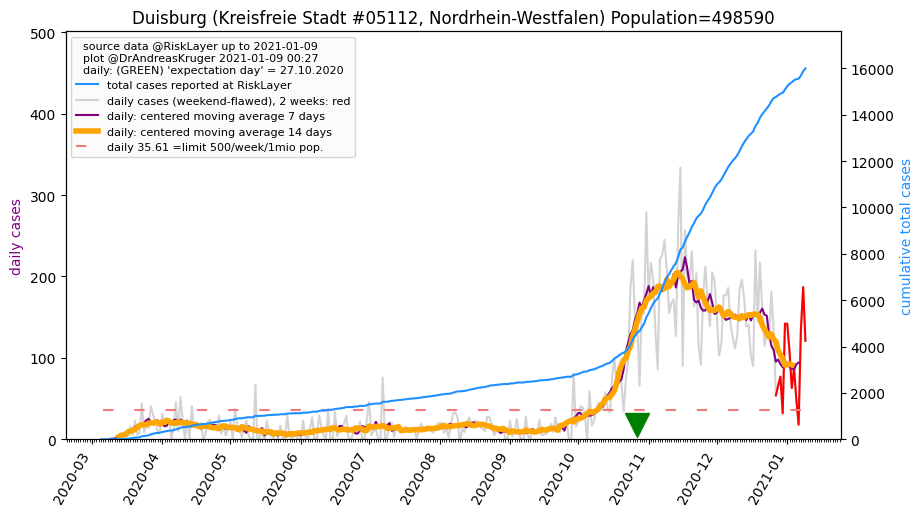 Duisburg (Kreisfreie Stadt #05112, Nordrhein-Westfalen) Population=498590
source data @RiskLayer up to 2021-01-09
plot @DrAndreasKruger 2021-01-09 00:27
daily: (GREEN) 'expectation day' = 27.10.2020
total cases reported at RiskLayer
daily cases (weekend-flawed), 2 weeks: red
daily: centered moving average 7 days
daily: centered moving average 14 days
daily 35.61 =limit 500/week/1mio pop.
daily cases
500
400
300
200
100
0
cumulative total cases
16000
14000
12000
10000
8000
6000
4000
2000
0
2020-03
2020-04
2020-05
2020-06
2020-07
2020-08
2020-09
2020-10
2020-11
2020-12
2021-01